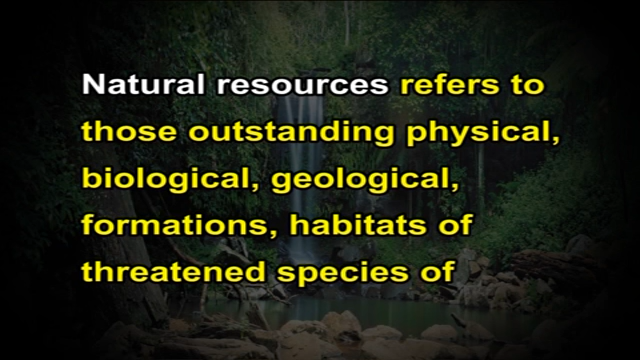 Natural resources refers to
those outstanding physical,
biological, geological,
formations, habitats of
threatened species of